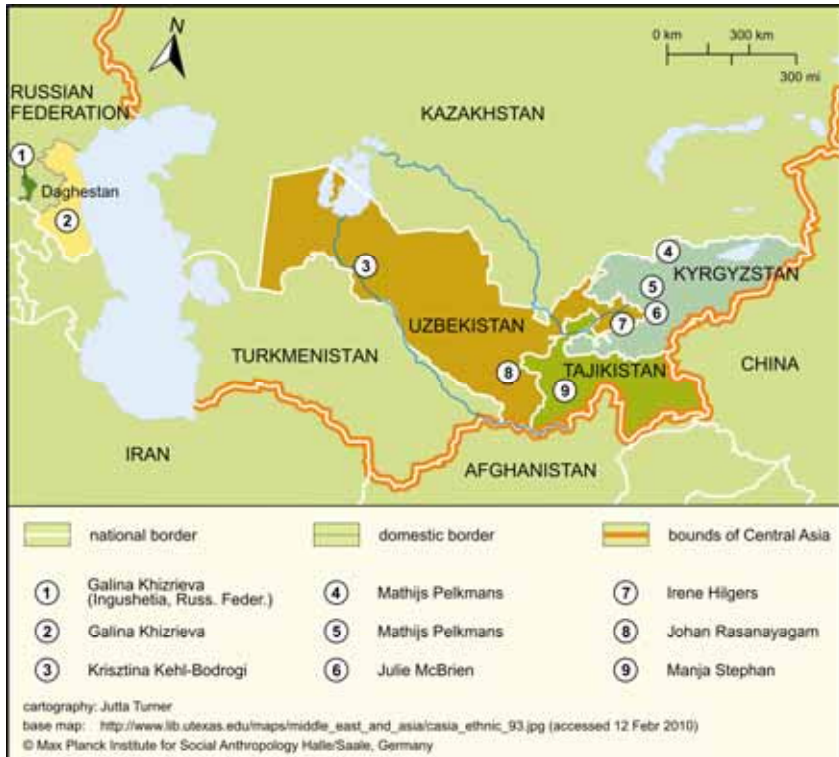 N
0 km 300 km
300 mi
RUSSIAN
FEDERATION
KAZAKHSTAN
1
Daghestan
2
3
4
KYRGYZSTAN
5
6
7
UZBEKISTAN
TURKMENISTAN
8
TAJIKISTAN
9
CHINA
IRAN
AFGHANISTAN
national border
domestic border
bounds of Central Asia
1 Galina Khizrieva
(Ingushetia, Russ. Feder.)
2 Galina Khizrieva
3 Krisztina Kehl-Bodrogi
4 Mathijs Pelkmans
5 Mathijs Pelkmans
6 Julie McBrien
7 Irene Hilgers
8 Johan Rasanayagam
9 Manja Stephan
cartography: Jutta Turner
base map: http://www.lib.utexas.edu/maps/middle_east_and_asia/casia_ethnic_93.jpg (accessed 12 Febr 2010)
© Max Planck Institute for Social Anthropology Halle/Saale, Germany